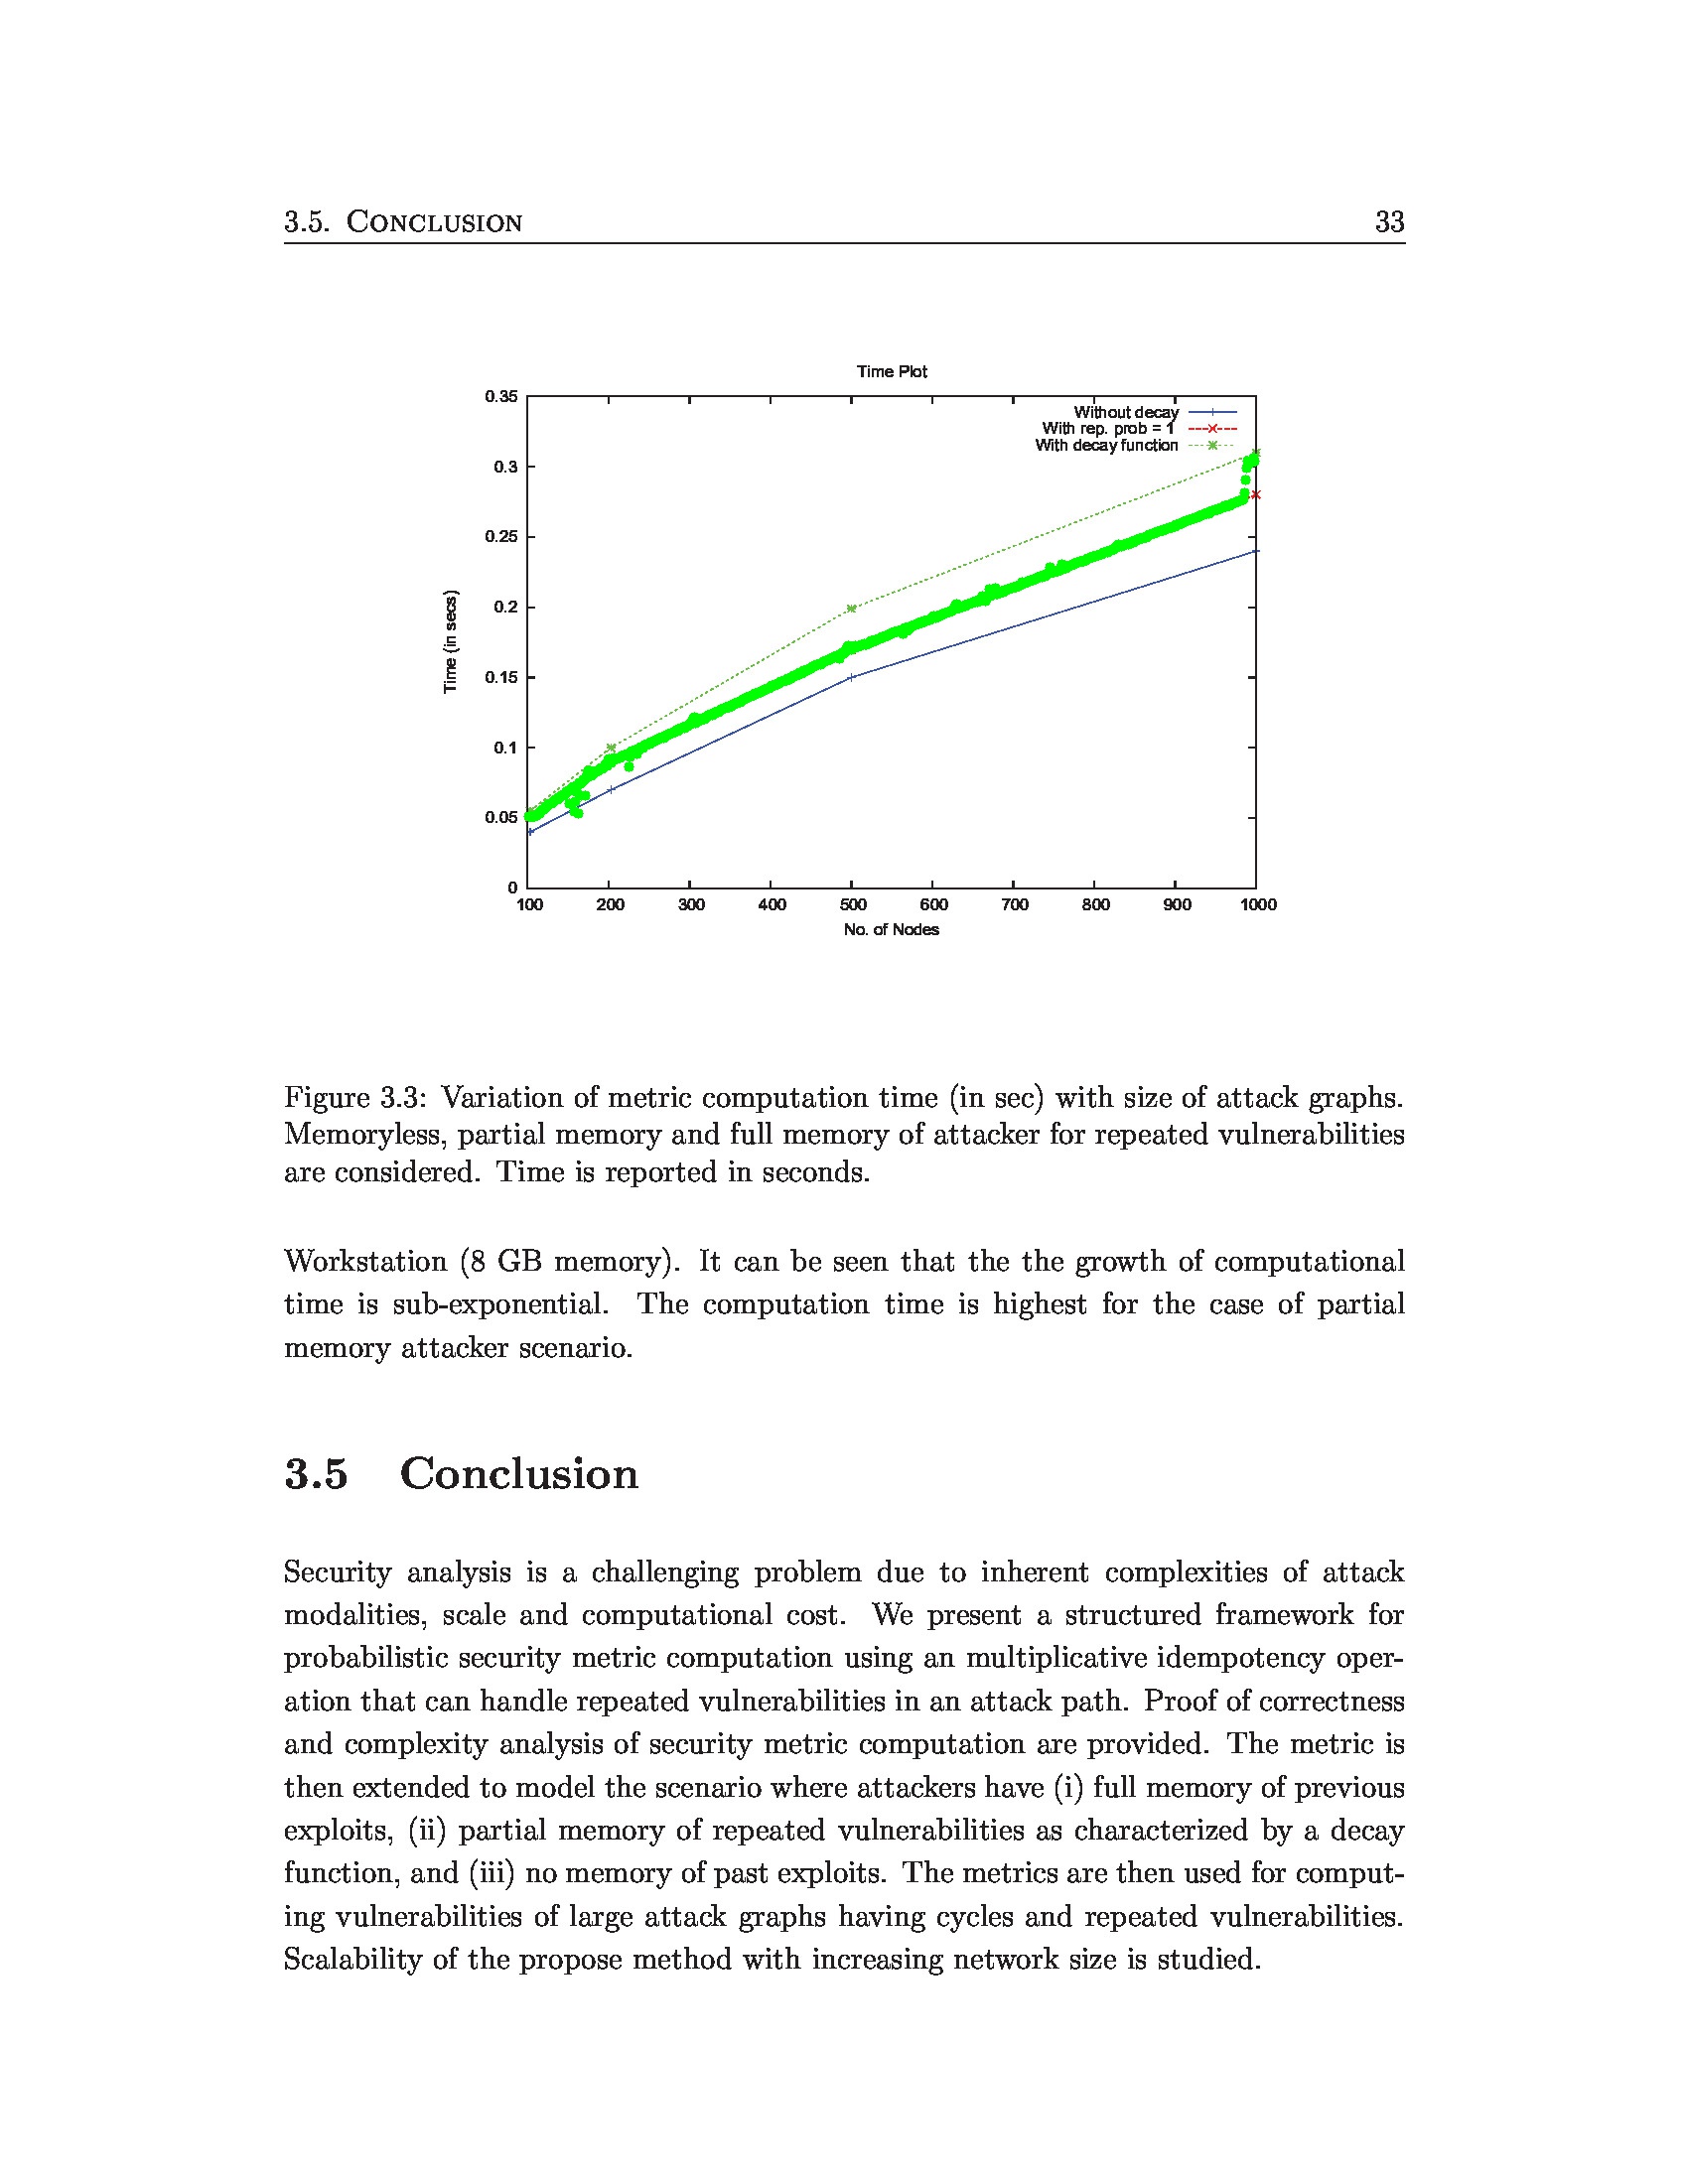 3.5. CONCLUSION 33
Time Plot
0.35
0.3
0.25
0.2
0.15
0.1
0.05
0
Time (in secs)
Without decay
With rep. prob = 1
With decay function
100 200 300 400 500 600 700 800 900 1000
No. of Nodes
Figure 3.3: Variation of metric computation time (in sec) with size of attack graphs.
Memoryless, partial memory and full memory of attacker for repeated vulnerabilities
are considered. Time is reported in seconds.
Workstation (8 GB memory). It can be seen that the the growth of computational
time is sub-exponential. The computation time is highest for the case of partial
memory attacker scenario.
3.5 Conclusion
Security analysis is a challenging problem due to inherent complexities of attack
modalities, scale and computational cost. We present a structured framework for
probabilistic security metric computation using an multiplicative idempotency oper-
ation that can handle repeated vulnerabilities in an attack path. Proof of correctness
and complexity analysis of security metric computation are provided. The metric is
then extended to model the scenario where attackers have (i) full memory of previous
exploits, (ii) partial memory of repeated vulnerabilities as characterized by a decay
function, and (iii) no memory of past exploits. The metrics are then used for comput-
ing vulnerabilities of large attack graphs having cycles and repeated vulnerabilities.
Scalability of the propose method with increasing network size is studied.